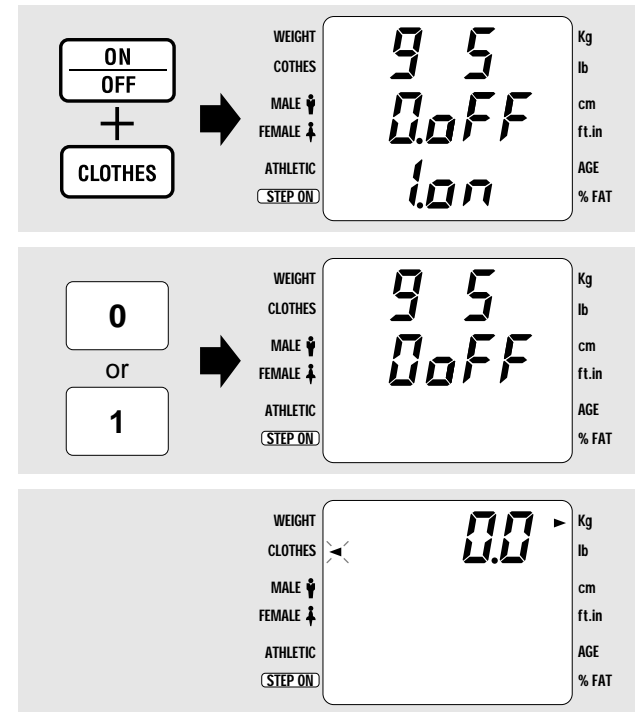 ON
OFF
+
CLOTHES
WEIGHT 9 5 Kg
COTHES lb
MALE 0.oFF cm
FEMALE ft.in
ATHLETIC 1.on AGE
STEP ON % FAT
0
or
1
WEIGHT 9 5 Kg
CLOTHES lb
MALE 0oFF cm
FEMALE ft.in
ATHLETIC AGE
STEP ON % FAT
WEIGHT 0.0 Kg
CLOTHES lb
MALE cm
FEMALE ft.in
ATHLETIC AGE
STEP ON % FAT